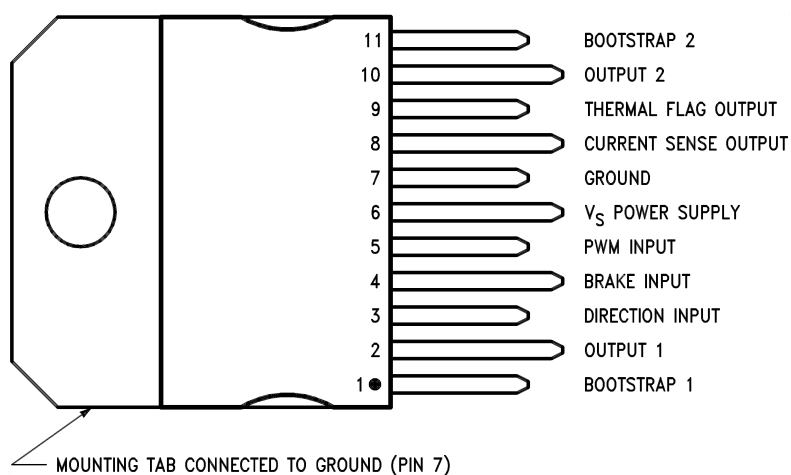 11 BOOTSTRAP 2
10 OUTPUT 2
9 THERMAL FLAG OUTPUT
8 CURRENT SENSE OUTPUT
7 GROUND
6 VS POWER SUPPLY
5 PWM INPUT
4 BRAKE INPUT
3 DIRECTION INPUT
2 OUTPUT 1
1 BOOTSTRAP 1
MOUNTING TAB CONNECTED TO GROUND (PIN 7)